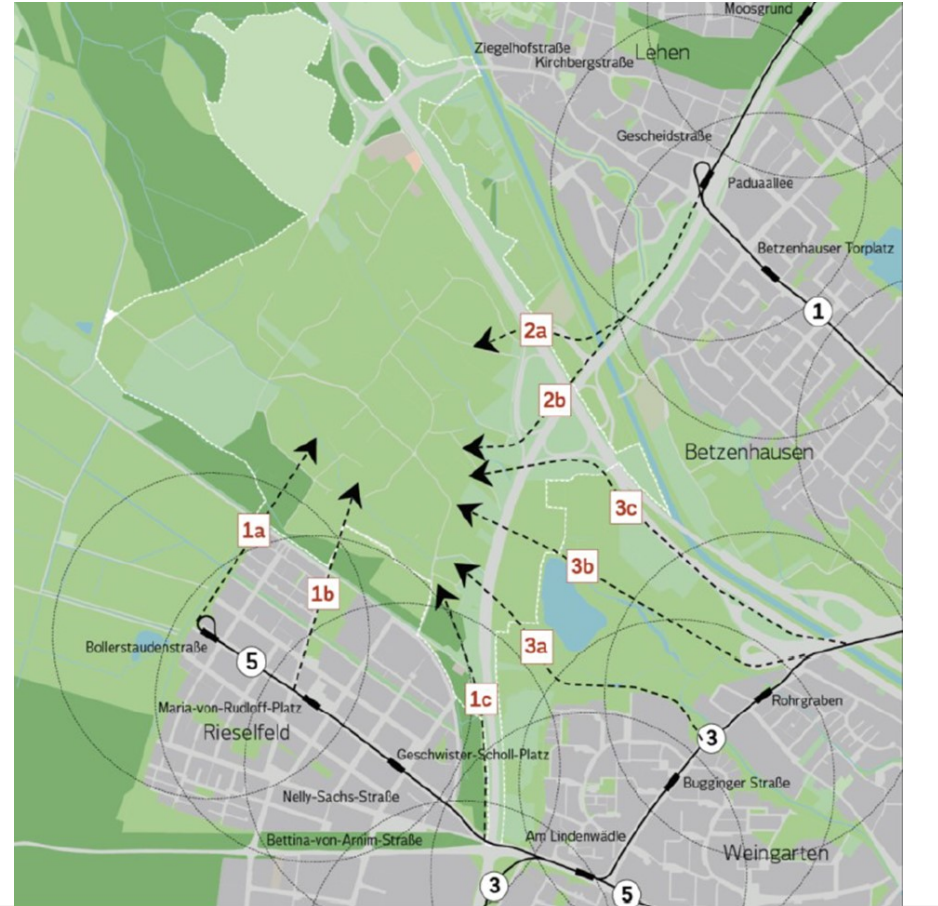 Moosgrund
Ziegelhofstraße
Lehen
Kirchbergstraße
Gescheidstraße
Paduaallee
Betzenhauser Torplatz
1
2a
2b
Betzenhausen
3c
1a
3b
1b
3a
Bollerstaudenstraße
5
1c
Rohrgraben
Maria-von-Rudloff-Platz
Rieselfeld
3
Geschwister-Scholl-Platz
Bugginger Straße
Nelly-Sachs-Straße
Am Lindenwäldle
Bettina-von-Arnim-Straße
Weingarten
3
5